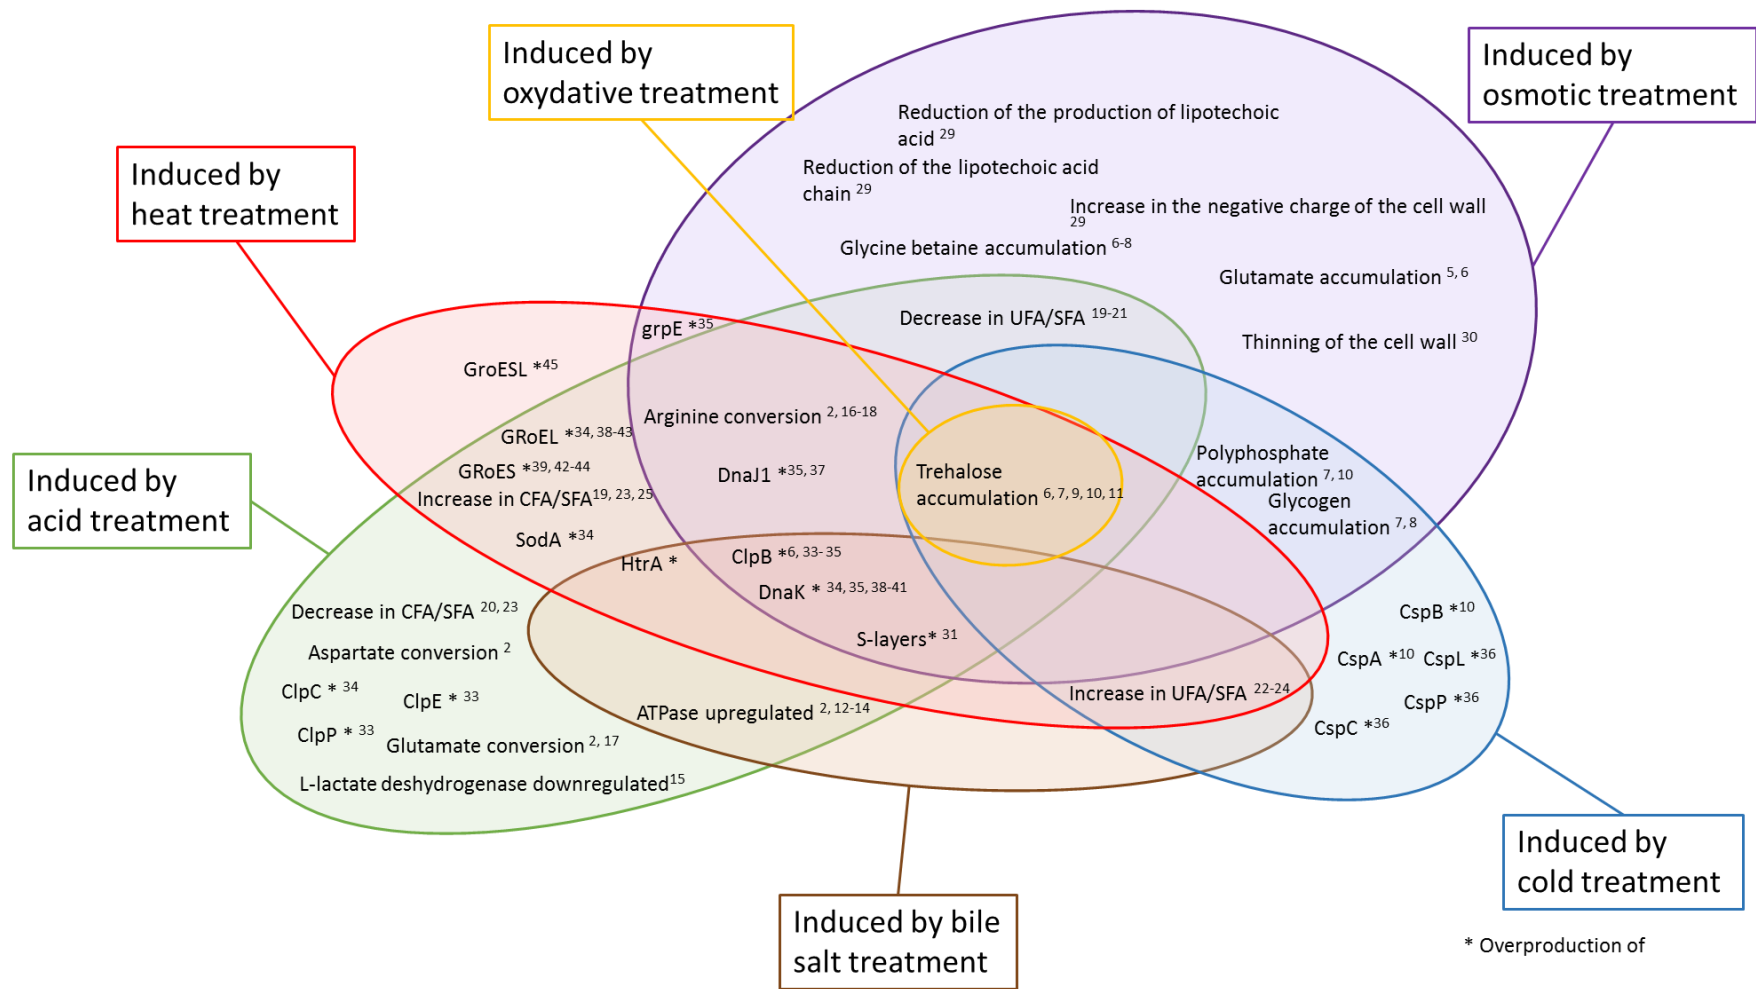 Induced by
oxydative treatment
Induced by
osmotic treatment
Reduction of the production of lipotechoic
acid 29
Reduction of the lipotechoic acid
chain 29
Induced by
heat treatment
Increase in the negative charge of the cell wall
29
Glycine betaine accumulation 6-8
Glutamate accumulation 5, 6
Decrease in UFA/SFA 19-21
grpE *35
Thinning of the cell wall 30
GroESL *45
Arginine conversion 2, 16-18
GRoEL *34, 38-43
Polyphosphate
accumulation 7, 10
GRoES *39, 42-44
DnaJ1 *35, 37
Trehalose
accumulation 6, 7, 9, 10, 11
Induced by
acid treatment
Increase in CFA/SFA19, 23, 25
Glycogen
accumulation 7, 8
SodA *34
HtrA *
ClpB *6, 33- 35
DnaK * 34, 35, 38-41
Decrease in CFA/SFA 20, 23
CspB *10
S-layers* 31
Aspartate conversion 2
CspA *10
CspL *36
ClpC * 34
ClpE * 33
Increase in UFA/SFA 22-24
CspP *36
ATPase upregulated 2, 12-14
CspC *36
ClpP * 33
Glutamate conversion 2, 17
L-lactate deshydrogenase downregulated15
Induced by
cold treatment
Induced by bile
salt treatment
* Overproduction of